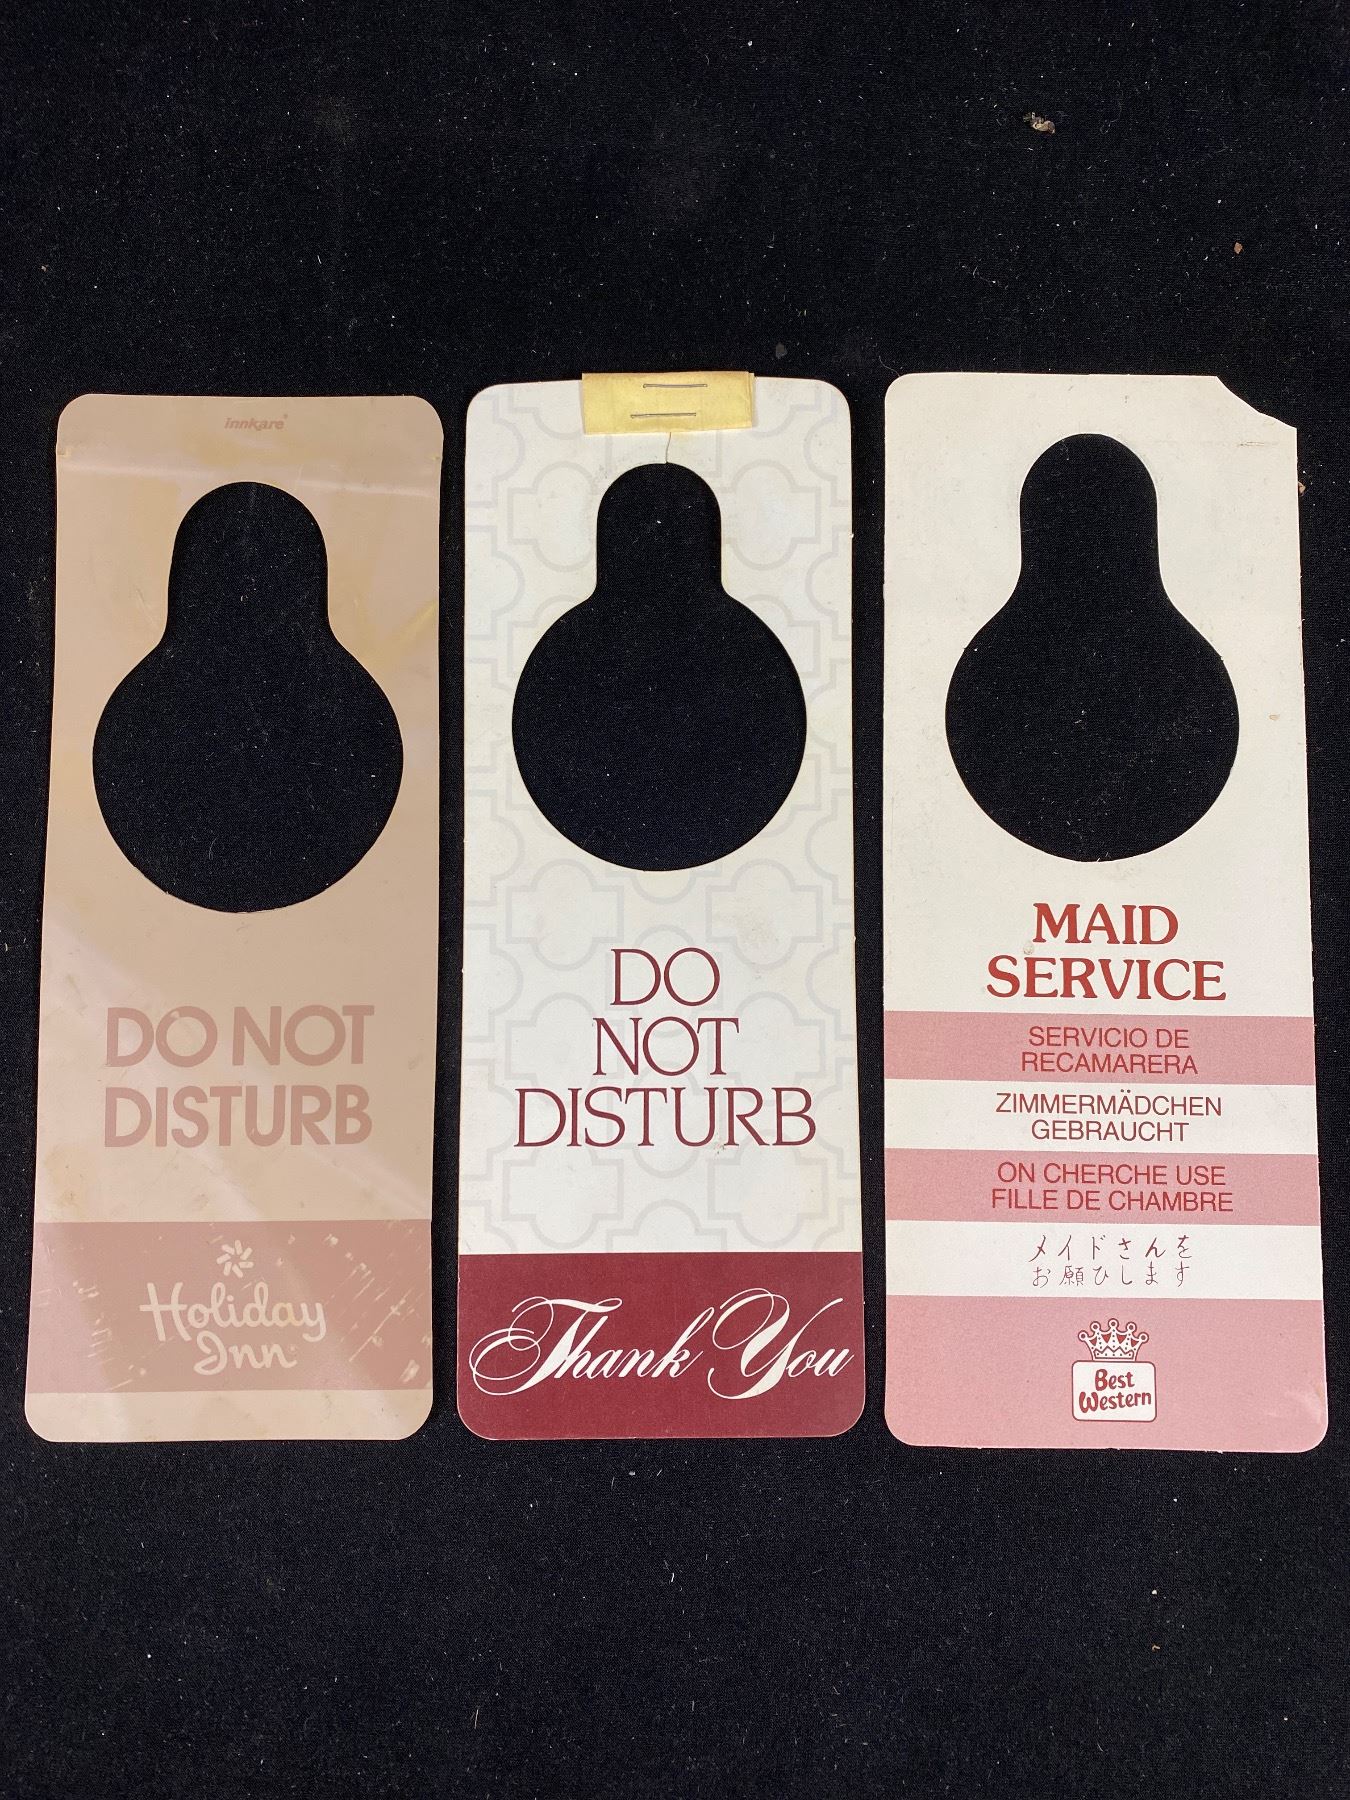 innkare®
DO NOT
DISTURB
Holiday
Inn
DO
NOT
DISTURB
Thank You
MAID
SERVICE
SERVICIO DE
RECAMARERA
ZIMMERMÄDCHEN
GEBRAUCHT
ON CHERCHE USE
FILLE DE CHAMBRE
メイドさんを
お願ひします
Best
Western